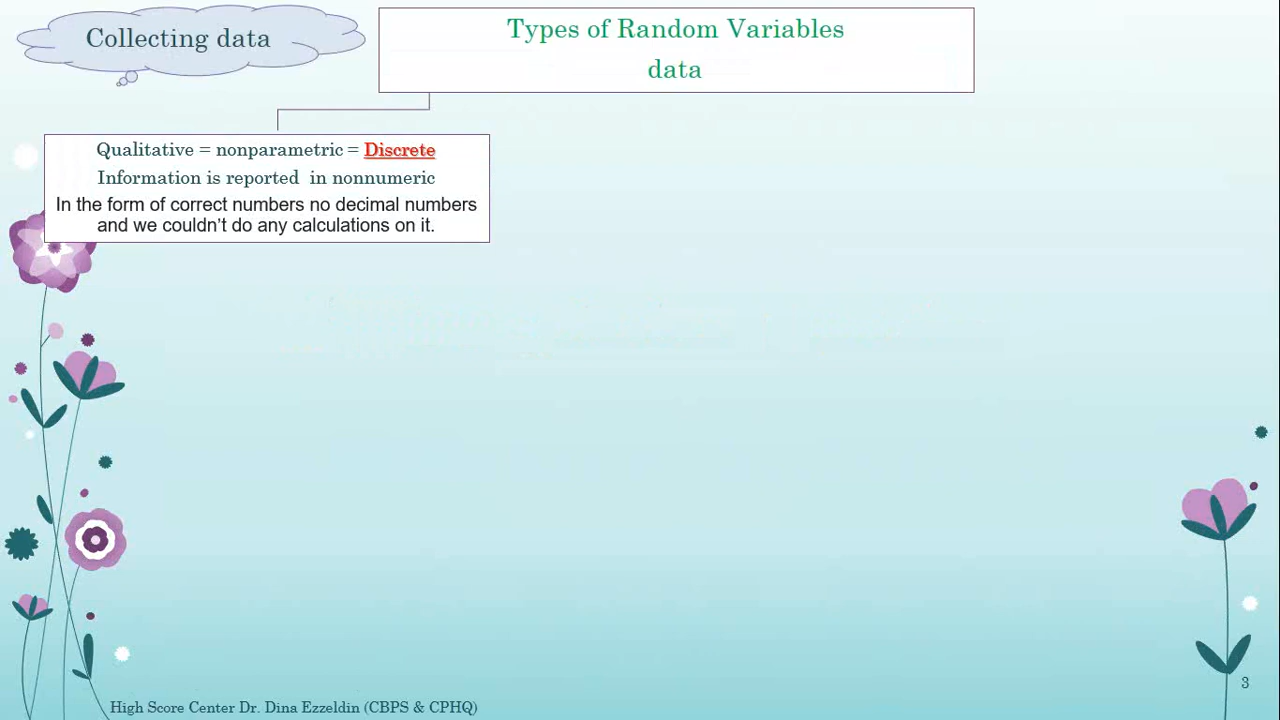 Collecting data
Types of Random Variables
data
Qualitative = nonparametric = Discrete
Information is reported  in nonnumeric
In the form of correct numbers no decimal numbers
and we couldn’t do any calculations on it.
High Score Center Dr. Dina Ezzeldin (CBPS & CPHQ)
3